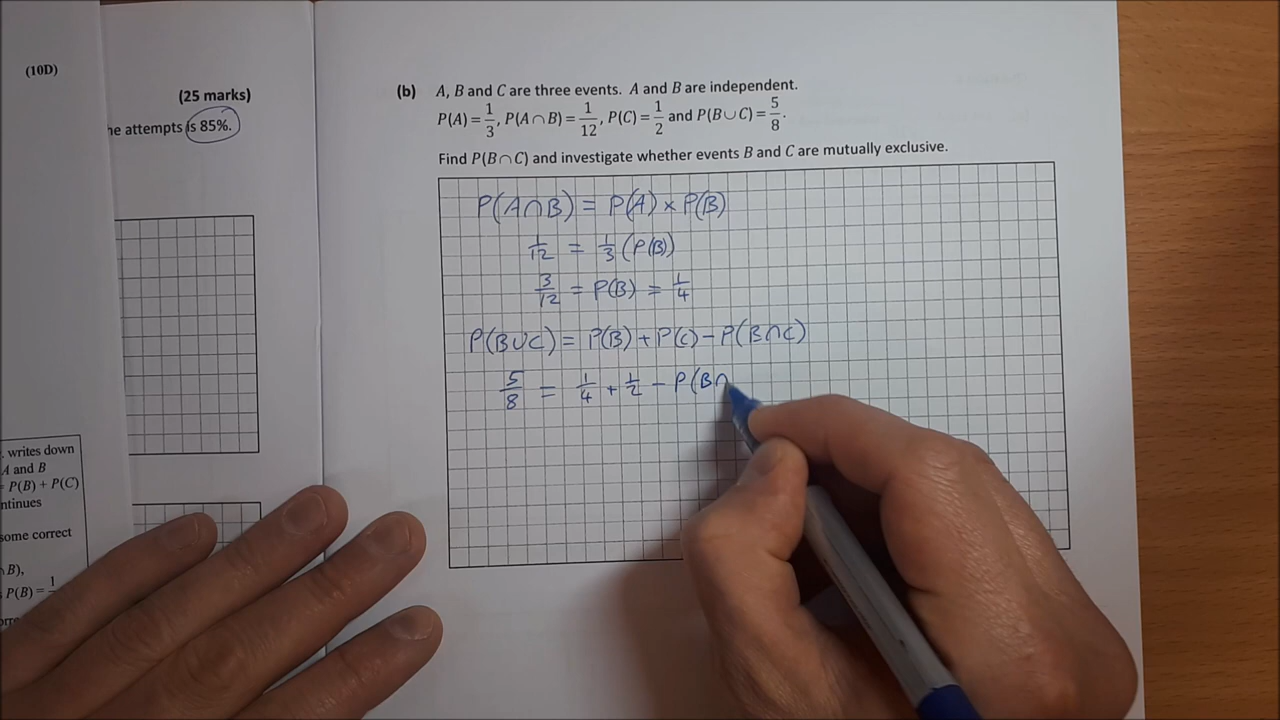 (10D)
(25 marks)
he attempts is 85%.
. writes down
A and B
= P(B) + P(C)
ntinues
some correct
∩ B),
P(B) = 1
(b) A, B and C are three events. A and B are independent.
P(A) = 1/3, P(A ∩ B) = 1/12, P(C) = 1/2 and P(B ∪ C) = 5/8.
Find P(B ∩ C) and investigate whether events B and C are mutually exclusive.
P(A∩B) = P(A) × P(B)
1/12 = 1/3 (P(B))
3/12 = P(B) = 1/4
P(B∪C) = P(B) + P(C) − P(B∩C)
5/8 = 1/4 + 1/2 − P(B∩